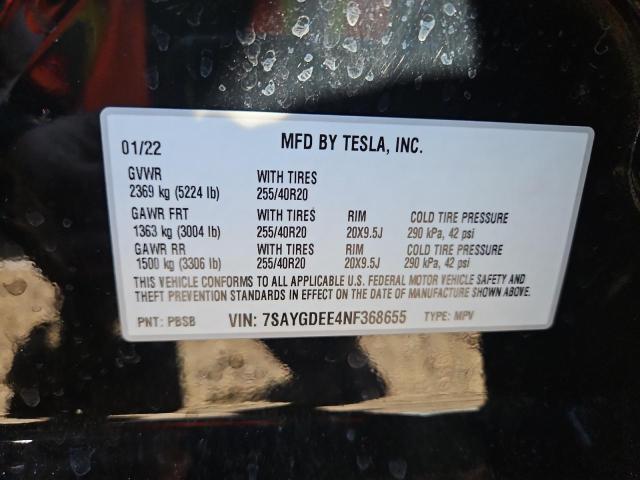 01/22 MFD BY TESLA, INC.
GVWR WITH TIRES
2369 kg (5224 lb) 255/40R20
GAWR FRT WITH TIRES RIM COLD TIRE PRESSURE
1363 kg (3004 lb) 255/40R20 20X9.5J 290 kPa, 42 psi
GAWR RR WITH TIRES RIM COLD TIRE PRESSURE
1500 kg (3306 lb) 255/40R20 20X9.5J 290 kPa, 42 psi
THIS VEHICLE CONFORMS TO ALL APPLICABLE U.S. FEDERAL MOTOR VEHICLE SAFETY AND
THEFT PREVENTION STANDARDS IN EFFECT ON THE DATE OF MANUFACTURE SHOWN ABOVE.
PNT: PBSB VIN: 7SAYGDEE4NF368655 TYPE: MPV